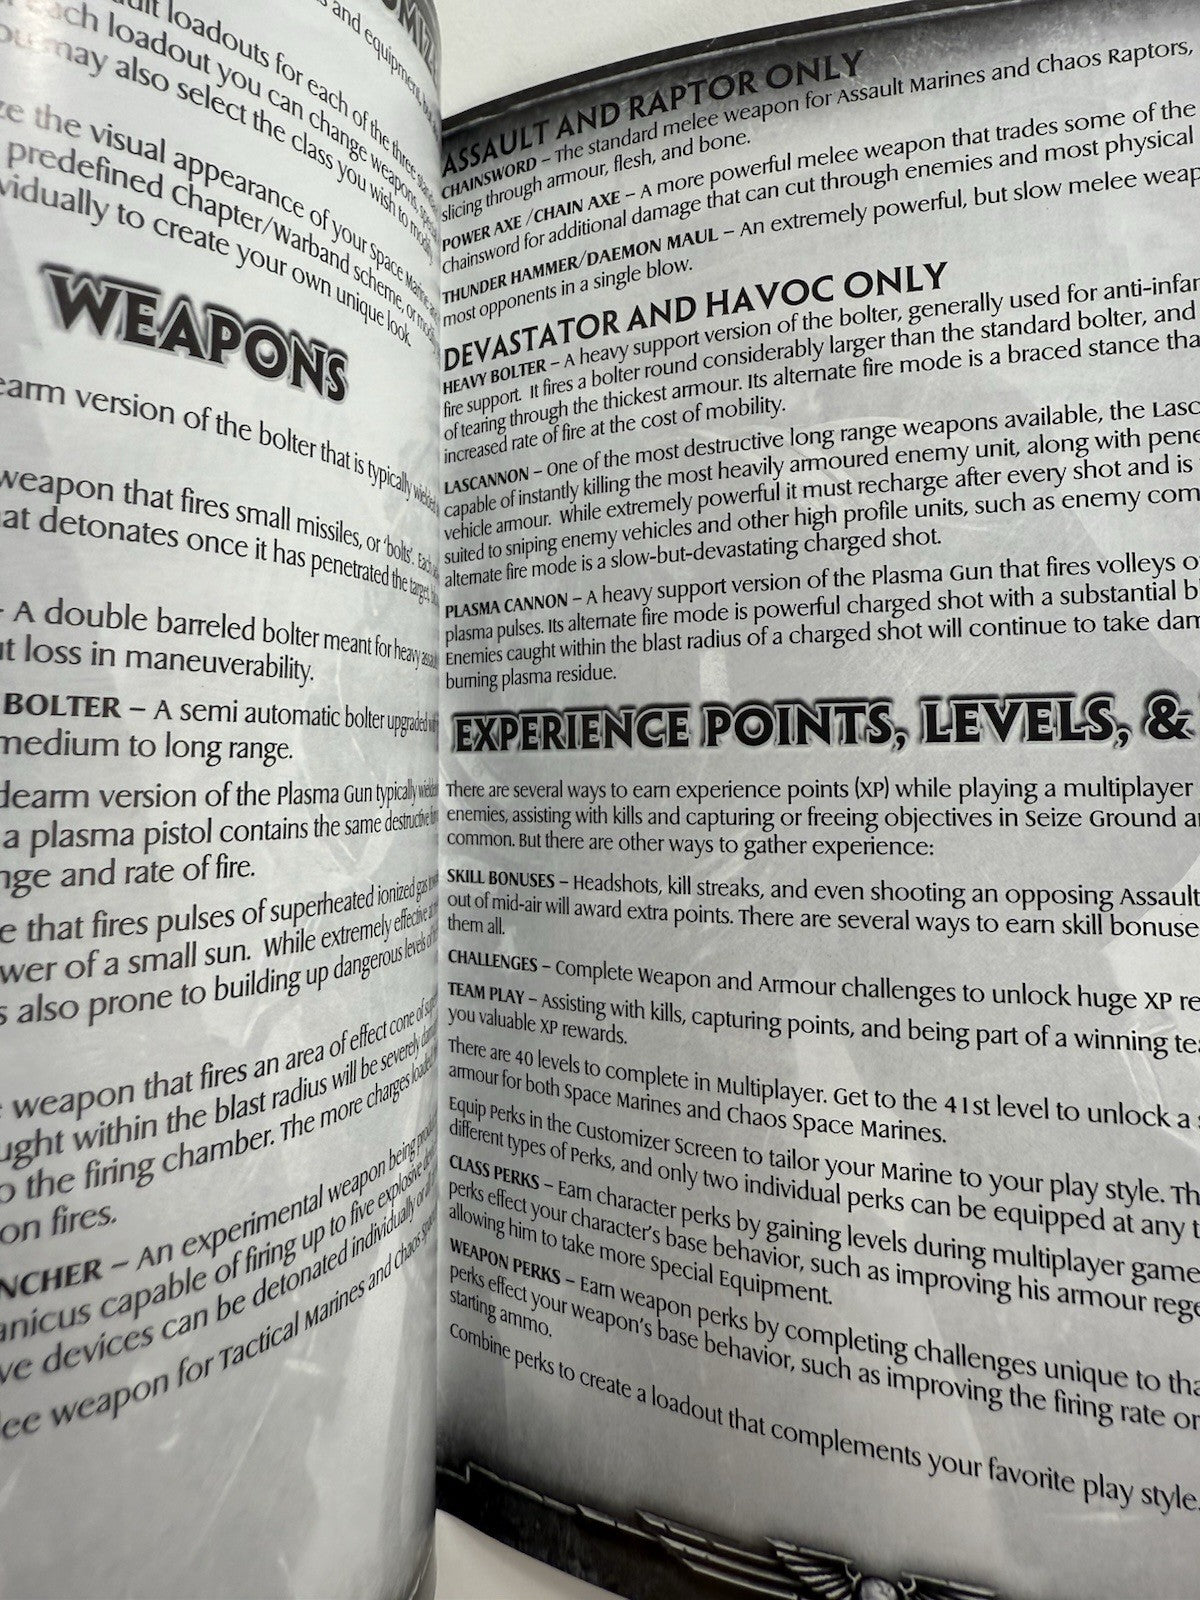 and equipment,
loadouts for each of the three
each loadout you can change weapons,
you may also select the class you wish to modify
the visual appearance of your Space Marine
predefined Chapter/Warband scheme, or
to create your own unique look.
WEAPONS
version of the bolter that is typically wielded
weapon that fires small missiles, or 'bolts'. Each
detonates once it has penetrated the target,
– A double barreled bolter meant for heavy
loss in maneuverability.
BOLTER – A semi automatic bolter upgraded
medium to long range.
version of the Plasma Gun typically
a plasma pistol contains the same destructive
and rate of fire.
that fires pulses of superheated ionized gas
of a small sun. While extremely effective
also prone to building up dangerous levels of
weapon that fires an area of effect cone of
within the blast radius will be severely
the firing chamber. The more charges loaded
fires.
– An experimental weapon being
capable of firing up to five explosive
devices can be detonated individually or
weapon for Tactical Marines and chaos space
ASSAULT AND RAPTOR ONLY
CHAINSWORD – The standard melee weapon for Assault Marines and Chaos Raptors,
slicing through armour, flesh, and bone.
POWER AXE /CHAIN AXE – A more powerful melee weapon that trades some of the
Chainsword for additional damage that can cut through enemies and most physical
THUNDER HAMMER/DAEMON MAUL – An extremely powerful, but slow melee
most opponents in a single blow.
DEVASTATOR AND HAVOC ONLY
HEAVY BOLTER – A heavy support version of the bolter, generally used for
fire support. It fires a bolter round considerably larger than the standard bolter, and
of tearing through the thickest armour. Its alternate fire mode is a braced stance
increased rate of fire at the cost of mobility.
LASCANNON – One of the most destructive long range weapons available, the
capable of instantly killing the most heavily armoured enemy unit, along with
vehicle armour. While extremely powerful it must recharge after every shot and is
suited to sniping enemy vehicles and other high profile units, such as enemy
alternate fire mode is a slow-but-devastating charged shot.
PLASMA CANNON – A heavy support version of the Plasma Gun that fires volleys
plasma pulses. Its alternate fire mode is powerful charged shot with a substantial
Enemies caught within the blast radius of a charged shot will continue to take
burning plasma residue.
EXPERIENCE POINTS, LEVELS, &
There are several ways to earn experience points (XP) while playing a multiplayer
enemies, assisting with kills and capturing or freeing objectives in Seize Ground
common. But there are other ways to gather experience:
SKILL BONUSES – Headshots, kill streaks, and even shooting an opposing Assault
out of mid-air will award extra points. There are several ways to earn skill
them all.
CHALLENGES – Complete Weapon and Armour challenges to unlock huge XP
TEAM PLAY – Assisting with kills, capturing points, and being part of a winning
you valuable XP rewards.
There are 40 levels to complete in Multiplayer. Get to the 41st level to unlock a
armour for both Space Marines and Chaos Space Marines.
Equip Perks in the Customizer Screen to tailor your Marine to your play style.
different types of Perks, and only two individual perks can be equipped at any
CLASS PERKS – Earn character perks by gaining levels during multiplayer
perks effect your character's base behavior, such as improving his armour
allowing him to take more Special Equipment.
WEAPON PERKS – Earn weapon perks by completing challenges unique to
perks effect your weapon's base behavior, such as improving the firing rate or
starting ammo.
Combine perks to create a loadout that complements your favorite play style.